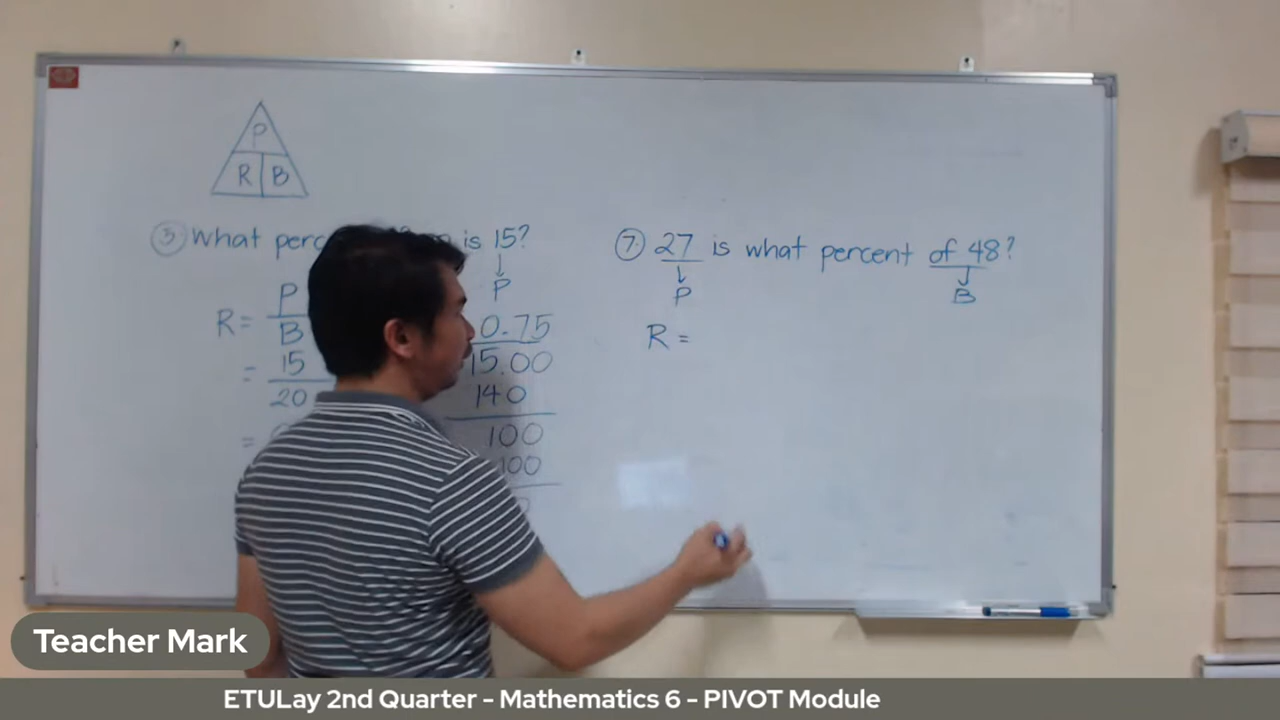 P
R B
3 What perc is 15?
P
R = P
B
= 15
20
=
0.75
15.00
140
100
100
7. 27 is what percent of 48?
P B
R =
Teacher Mark
ETULay 2nd Quarter - Mathematics 6 - PIVOT Module